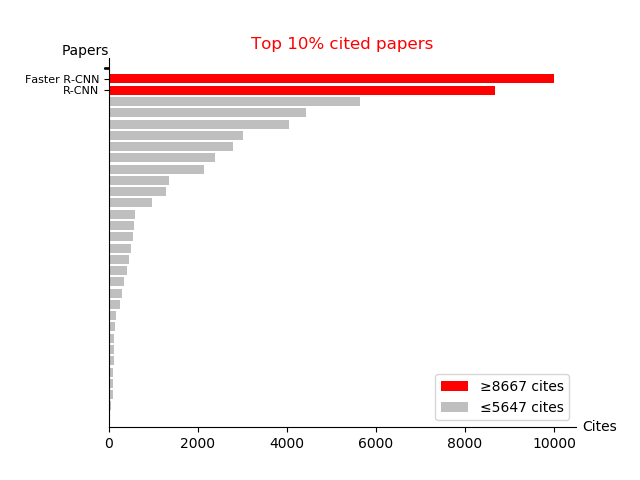 Top 10% cited papers
Papers
Faster R-CNN
R-CNN
≥8667 cites
≤5647 cites
0 2000 4000 6000 8000 10000
Cites